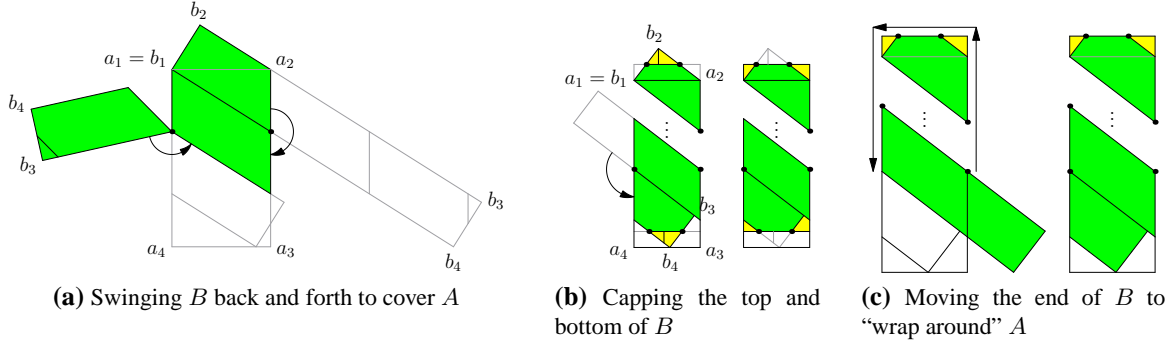 b₂
a₁ = b₁
a₂
b₄
b₃
b₃
a₄
a₃
b₄
(a) Swinging B back and forth to cover A
b₂
a₁ = b₁
a₂
⋮
⋮
b₃
a₄
a₃
b₄
(b) Capping the top and
bottom of B
⋮
⋮
(c) Moving the end of B to
“wrap around” A